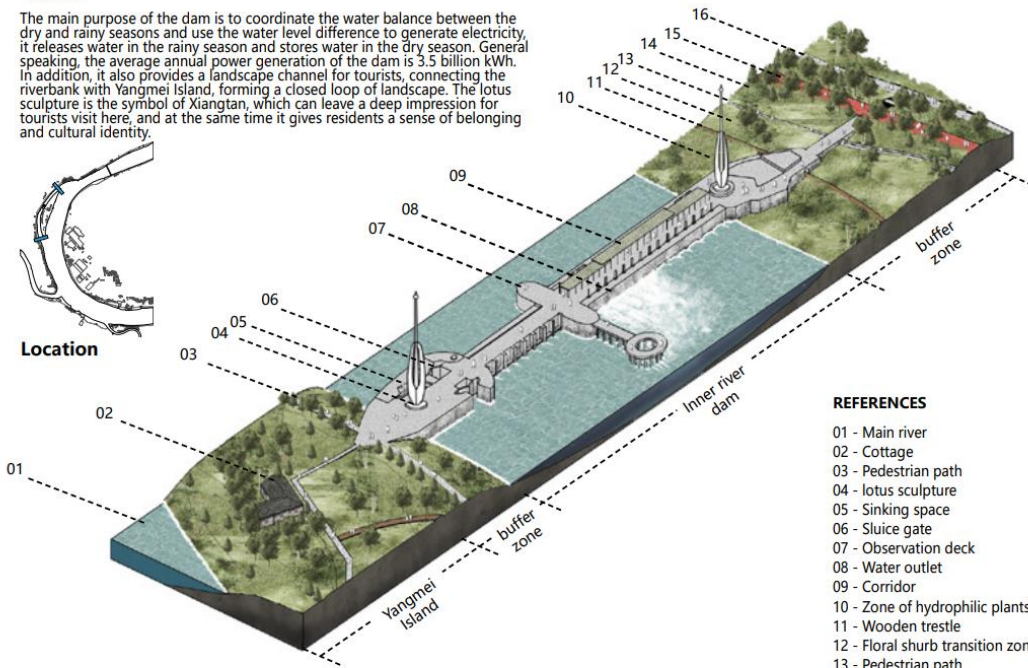 The main purpose of the dam is to coordinate the water balance between the
dry and rainy seasons and use the water level difference to generate electricity,
it releases water in the rainy season and stores water in the dry season. General
speaking, the average annual power generation of the dam is 3.5 billion kWh.
In addition, it also provides a landscape channel for tourists, connecting the
riverbank with Yangmei Island, forming a closed loop of landscape. The lotus
sculpture is the symbol of Xiangtan, which can leave a deep impression for
tourists visit here, and at the same time it gives residents a sense of belonging
and cultural identity.
Location
16
15
14
13
12
11
10
09
08
07
06
05
04
03
02
01
buffer
zone
Inner river
dam
buffer
zone
Yangmei
Island
REFERENCES
01 - Main river
02 - Cottage
03 - Pedestrian path
04 - lotus sculpture
05 - Sinking space
06 - Sluice gate
07 - Observation deck
08 - Water outlet
09 - Corridor
10 - Zone of hydrophilic plants
11 - Wooden trestle
12 - Floral shurb transition zon
13 - Pedestrian path